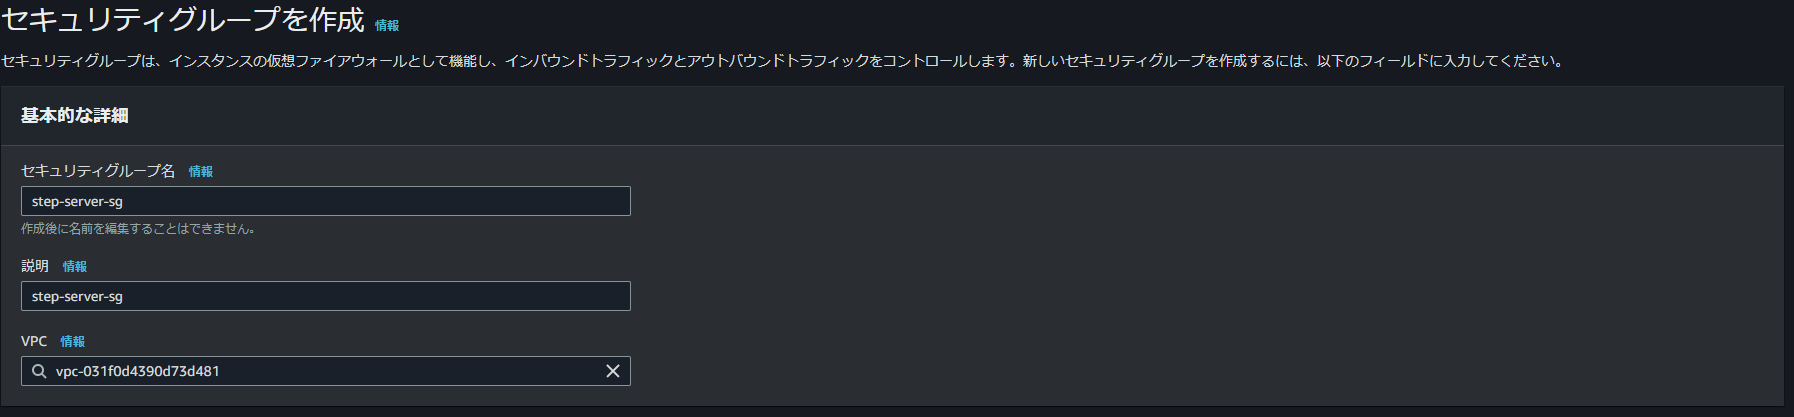 セキュリティグループを作成 情報
セキュリティグループは、インスタンスの仮想ファイアウォールとして機能し、インバウンドトラフィックとアウトバウンドトラフィックをコントロールします。新しいセキュリティグループを作成するには、以下のフィールドに入力してください。
基本的な詳細
セキュリティグループ名 情報
step-server-sg
作成後に名前を編集することはできません。
説明 情報
step-server-sg
VPC 情報
vpc-031f0d4390d73d481